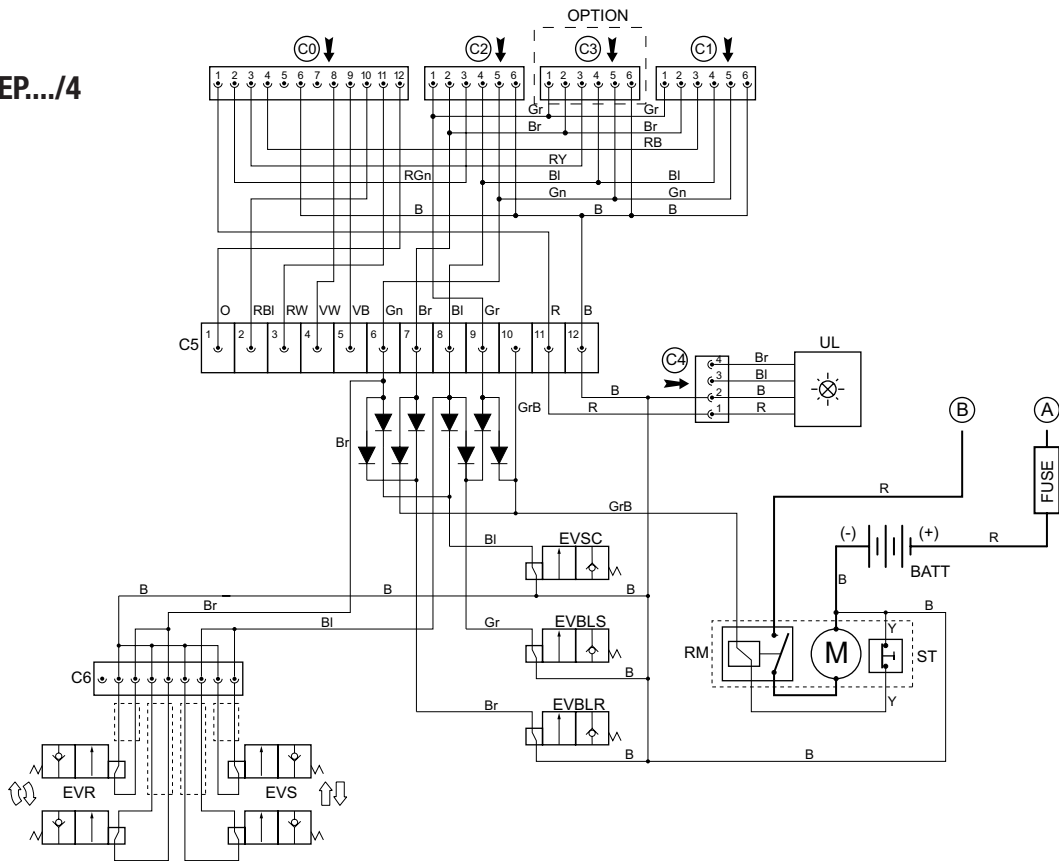 OPTION
EP..../4
C0 C2 C3 C1
1 2 3 4 5 6 7 8 9 10 11 12
1 2 3 4 5 6
1 2 3 4 5 6
1 2 3 4 5 6
Gr Gr
Br Br
RB
RY
RGn Bl Bl
Gn Gn
B B B
O RBl RW VW VB Gn Br Bl Gr R B
C5 1 2 3 4 5 6 7 8 9 10 11 12
UL
C4 4 Br
3 Bl
B 2 B
R 1 R
GrB
B A
Br
R
FUSE
GrB
(-) (+) R
BATT
B
Bl EVSC
B B B
Br
Bl Gr EVBLS
B
Y
RM M ST
C6
B
Y
Br EVBLR
B B
EVR EVS